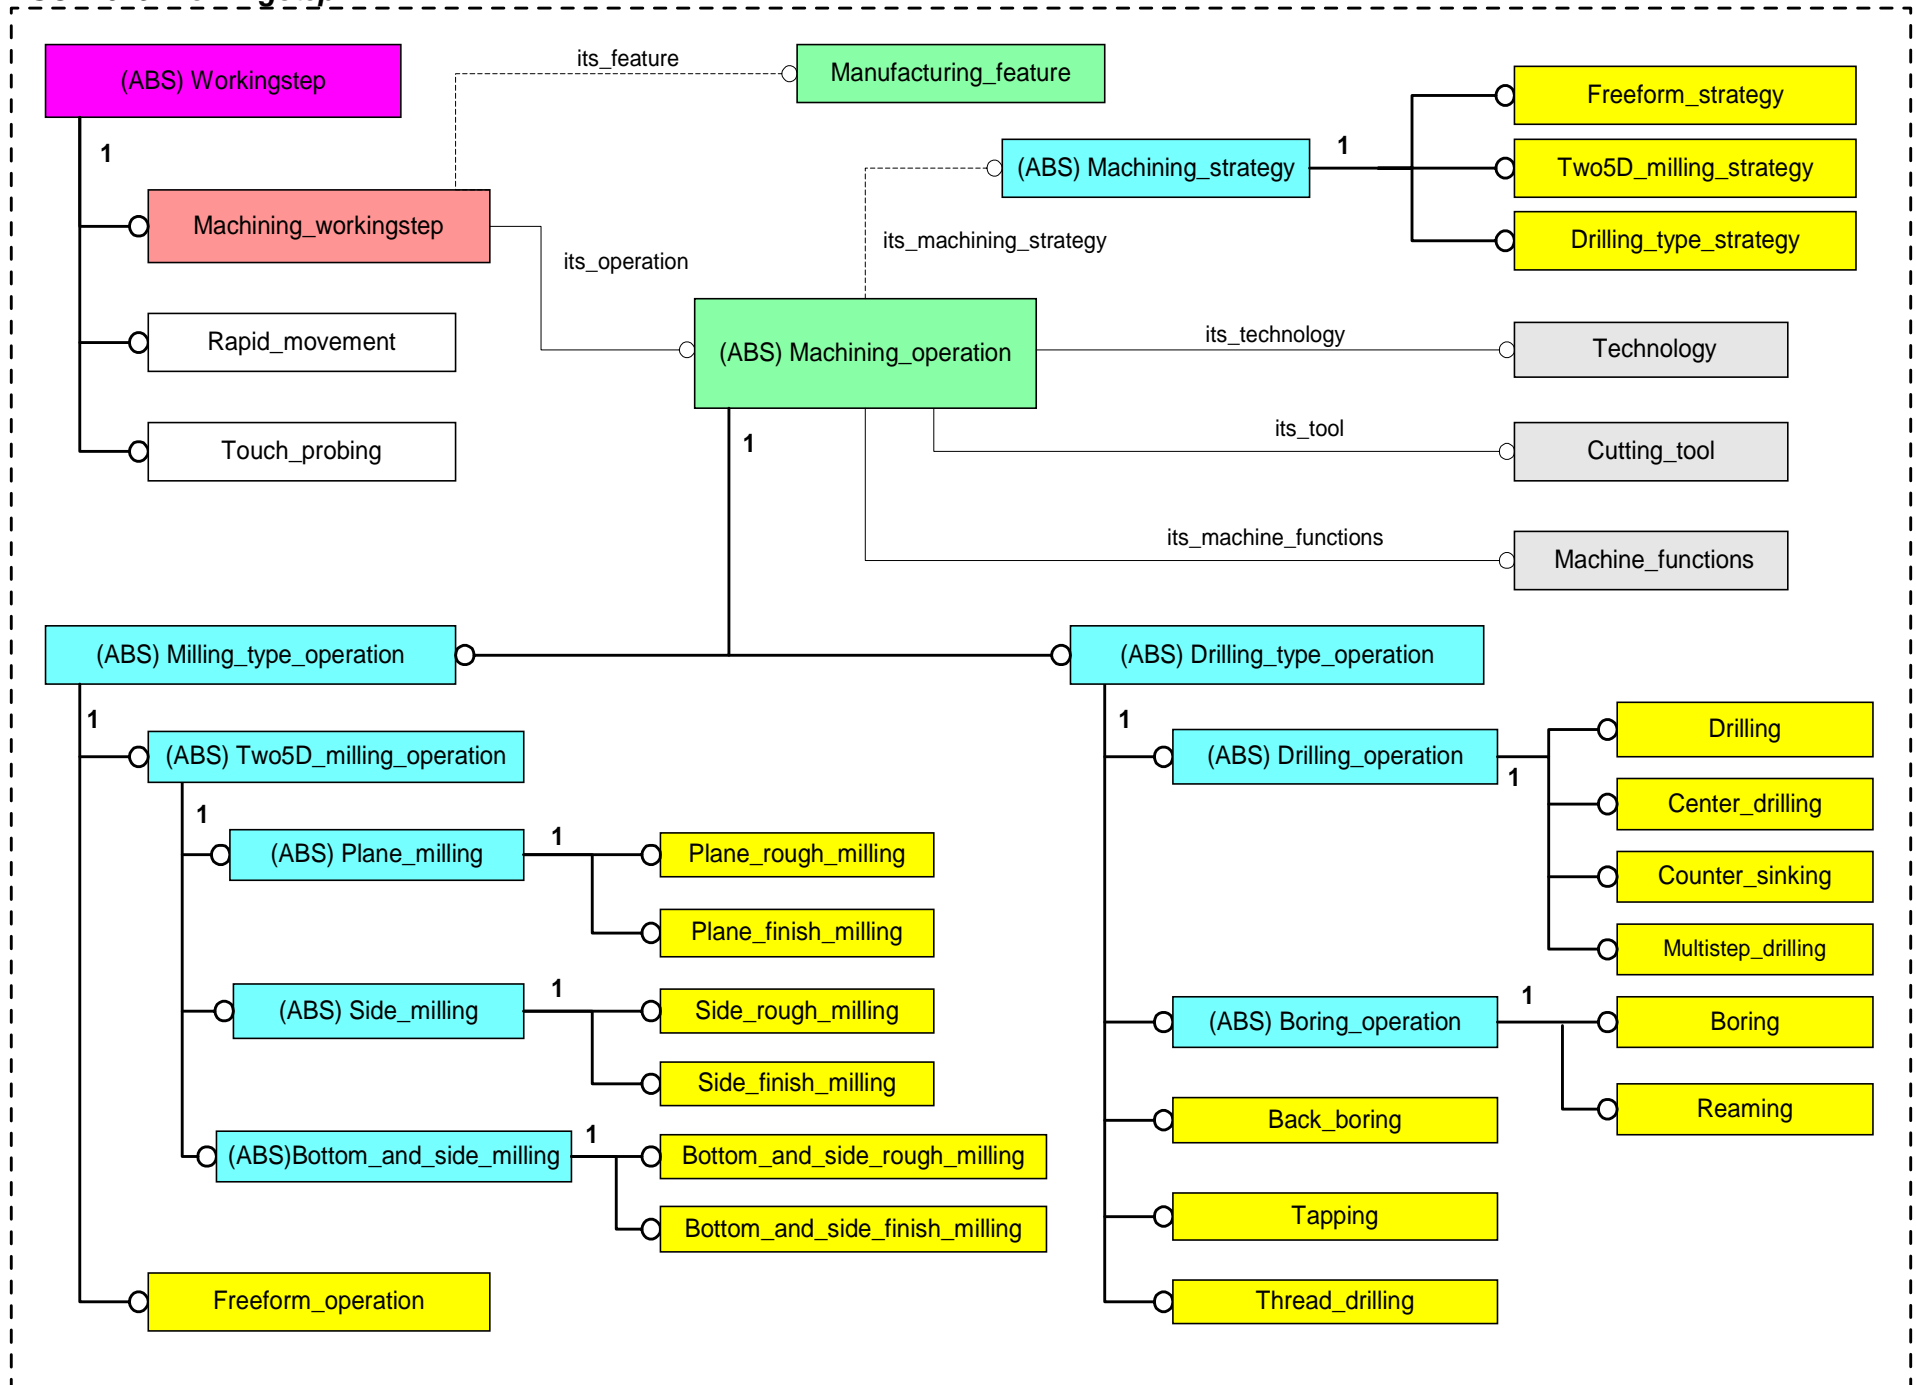 (ABS) Workingstep
its_feature
Manufacturing_feature
Freeform_strategy
1
(ABS) Machining_strategy
1
Two5D_milling_strategy
Machining_workingstep
its_machining_strategy
Drilling_type_strategy
its_operation
Rapid_movement
(ABS) Machining_operation
its_technology
Technology
Touch_probing
1
its_tool
Cutting_tool
its_machine_functions
Machine_functions
(ABS) Milling_type_operation
(ABS) Drilling_type_operation
1
1
(ABS) Two5D_milling_operation
(ABS) Drilling_operation
1
Drilling
Center_drilling
1
(ABS) Plane_milling
1
Plane_rough_milling
Counter_sinking
Plane_finish_milling
Multistep_drilling
(ABS) Side_milling
1
Side_rough_milling
(ABS) Boring_operation
1
Boring
Side_finish_milling
Reaming
Back_boring
(ABS)Bottom_and_side_milling
1
Bottom_and_side_rough_milling
Bottom_and_side_finish_milling
Tapping
Freeform_operation
Thread_drilling